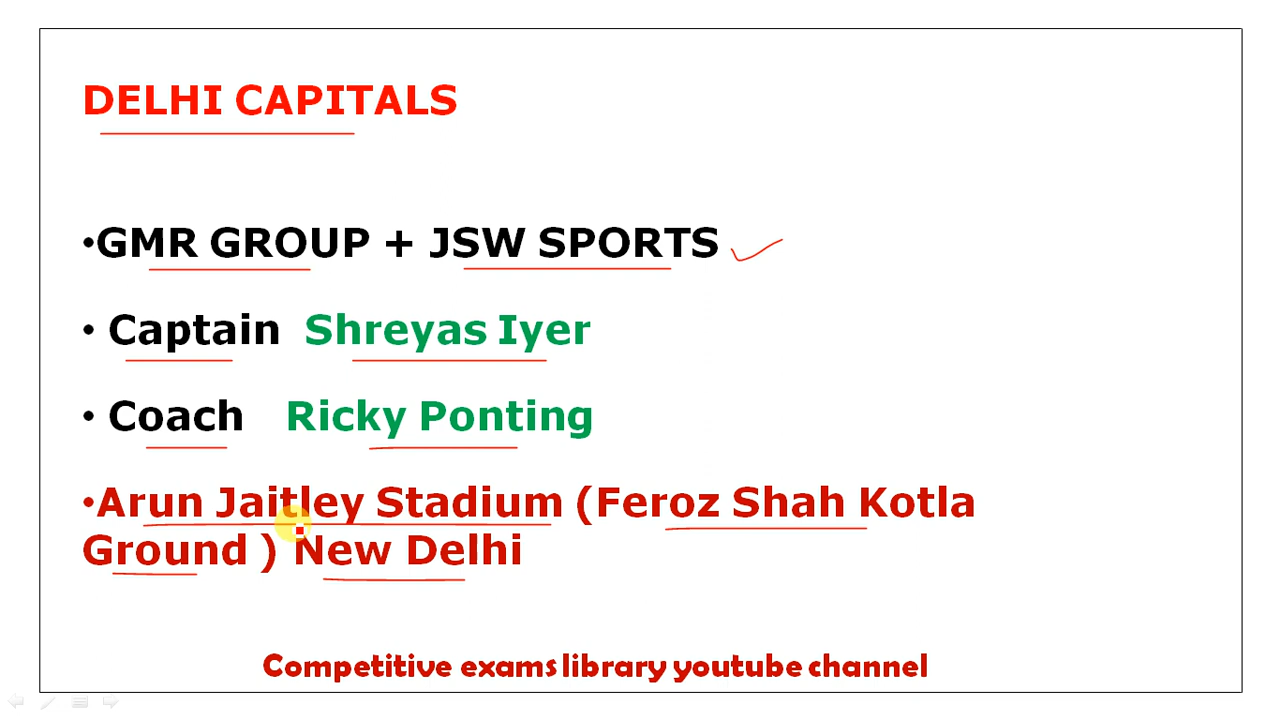 DELHI CAPITALS
•GMR GROUP + JSW SPORTS
• Captain Shreyas Iyer
• Coach Ricky Ponting
•Arun Jaitley Stadium (Feroz Shah Kotla
Ground ) New Delhi
Competitive exams library youtube channel